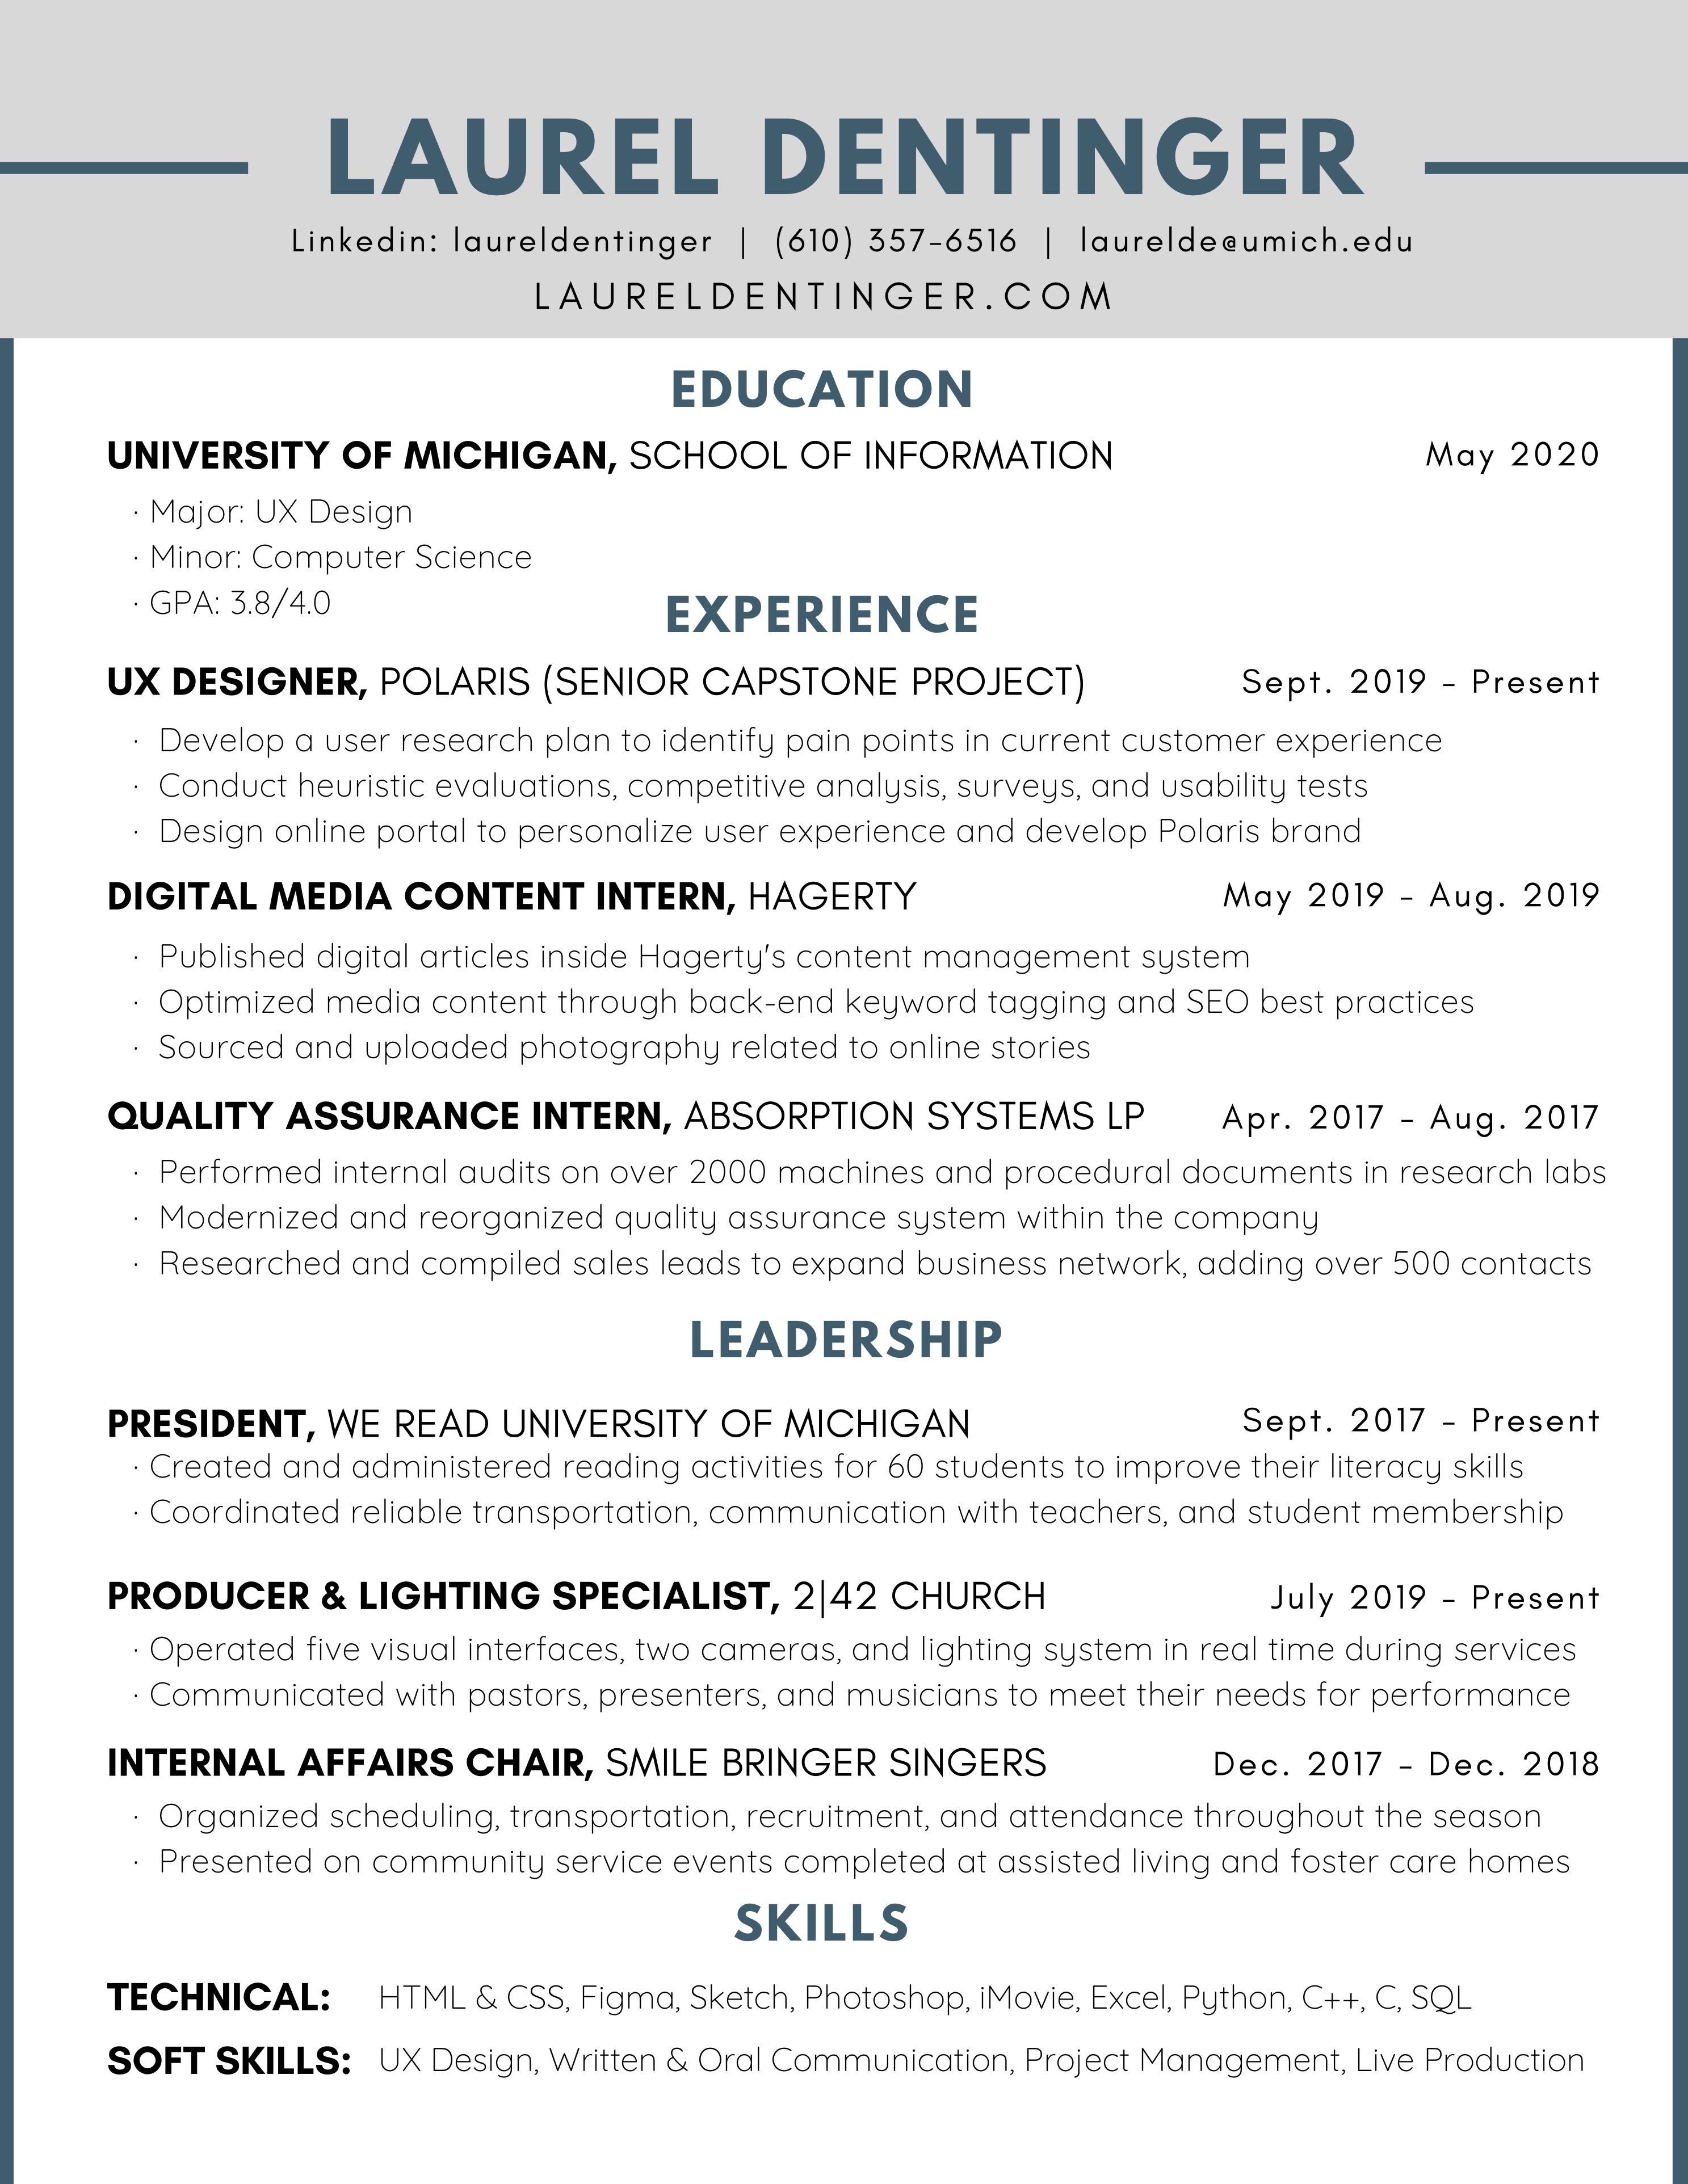 LAUREL DENTINGER
Linkedin: laureldentinger | (610) 357-6516 | laurelde@umich.edu
LAURELDENTINGER.COM
EDUCATION
UNIVERSITY OF MICHIGAN, SCHOOL OF INFORMATION May 2020
· Major: UX Design
· Minor: Computer Science
· GPA: 3.8/4.0
EXPERIENCE
UX DESIGNER, POLARIS (SENIOR CAPSTONE PROJECT) Sept. 2019 - Present
· Develop a user research plan to identify pain points in current customer experience
· Conduct heuristic evaluations, competitive analysis, surveys, and usability tests
· Design online portal to personalize user experience and develop Polaris brand
DIGITAL MEDIA CONTENT INTERN, HAGERTY May 2019 - Aug. 2019
· Published digital articles inside Hagerty's content management system
· Optimized media content through back-end keyword tagging and SEO best practices
· Sourced and uploaded photography related to online stories
QUALITY ASSURANCE INTERN, ABSORPTION SYSTEMS LP Apr. 2017 - Aug. 2017
· Performed internal audits on over 2000 machines and procedural documents in research labs
· Modernized and reorganized quality assurance system within the company
· Researched and compiled sales leads to expand business network, adding over 500 contacts
LEADERSHIP
PRESIDENT, WE READ UNIVERSITY OF MICHIGAN Sept. 2017 - Present
· Created and administered reading activities for 60 students to improve their literacy skills
· Coordinated reliable transportation, communication with teachers, and student membership
PRODUCER & LIGHTING SPECIALIST, 2|42 CHURCH July 2019 - Present
· Operated five visual interfaces, two cameras, and lighting system in real time during services
· Communicated with pastors, presenters, and musicians to meet their needs for performance
INTERNAL AFFAIRS CHAIR, SMILE BRINGER SINGERS Dec. 2017 - Dec. 2018
· Organized scheduling, transportation, recruitment, and attendance throughout the season
· Presented on community service events completed at assisted living and foster care homes
SKILLS
TECHNICAL: HTML & CSS, Figma, Sketch, Photoshop, iMovie, Excel, Python, C++, C, SQL
SOFT SKILLS: UX Design, Written & Oral Communication, Project Management, Live Production